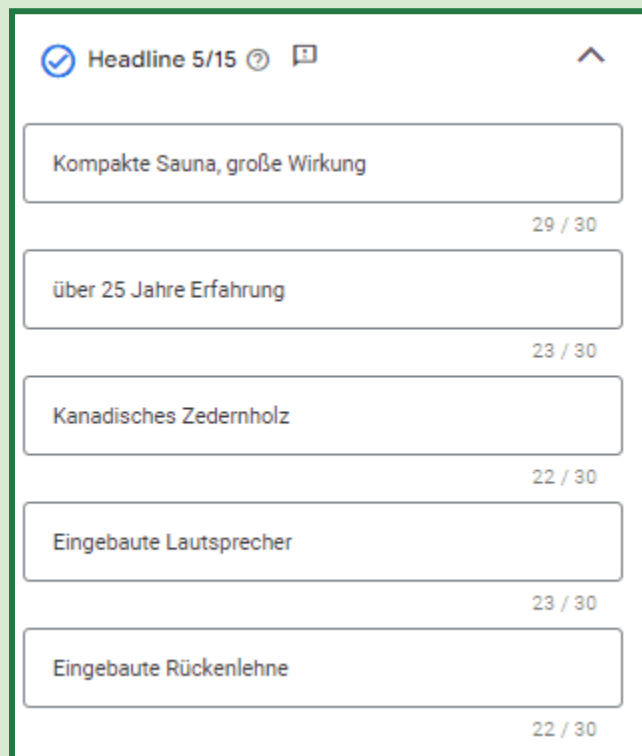 Headline 5/15
Kompakte Sauna, große Wirkung
29 / 30
über 25 Jahre Erfahrung
23 / 30
Kanadisches Zedernholz
22 / 30
Eingebaute Lautsprecher
23 / 30
Eingebaute Rückenlehne
22 / 30